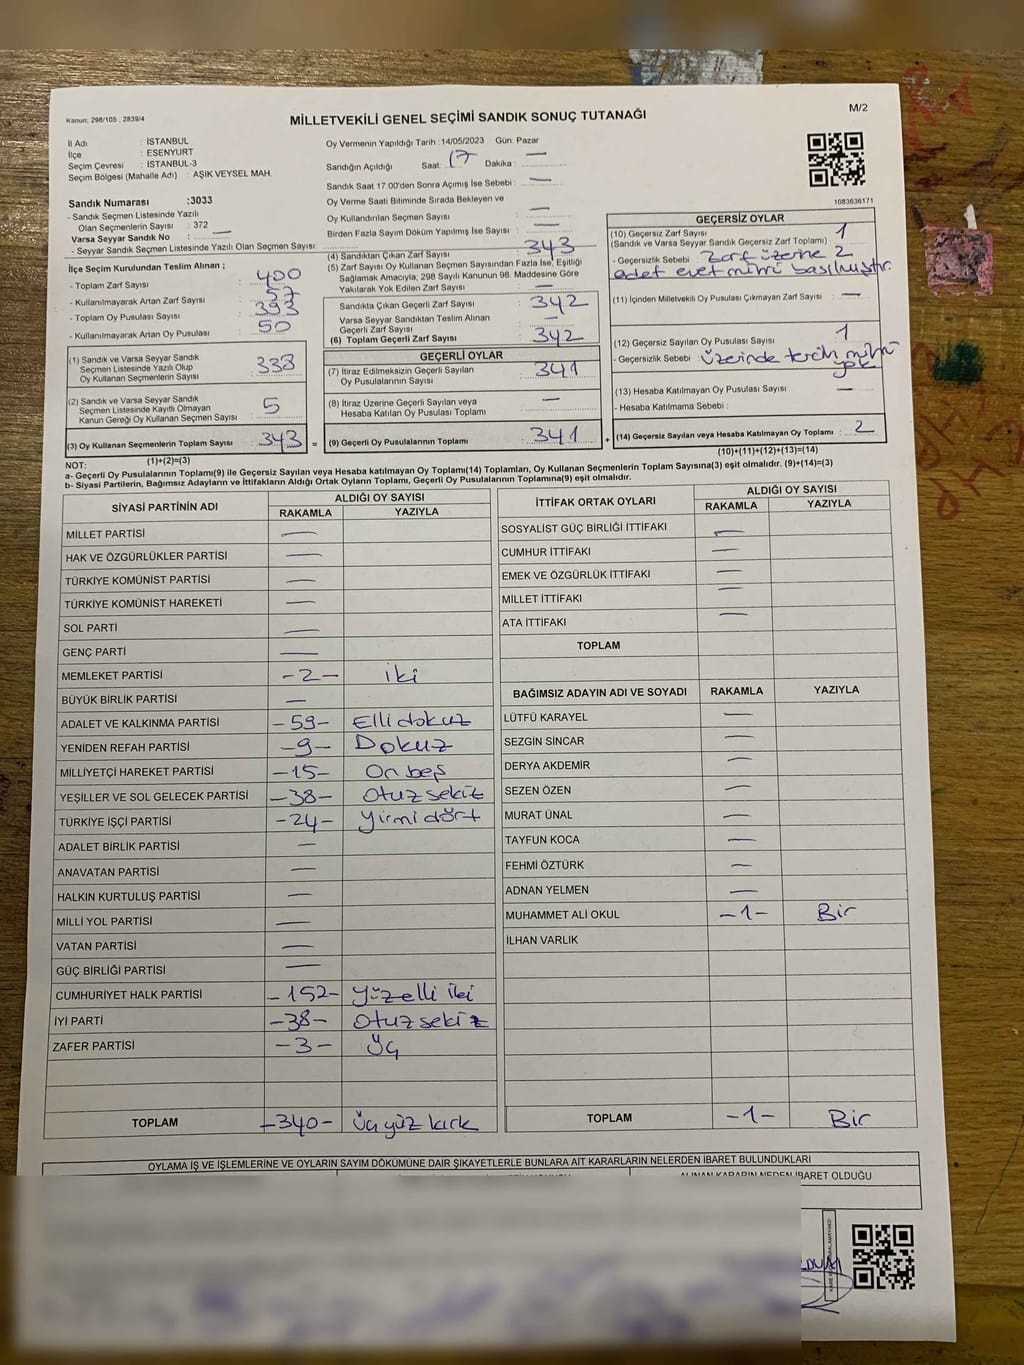 Kanun: 298/105 , 2839/4
MİLLETVEKİLİ GENEL SEÇİMİ SANDIK SONUÇ TUTANAĞI
M/2
İl Adı : İSTANBUL
İlçe : ESENYURT
Seçim Çevresi : İSTANBUL-3
Seçim Bölgesi (Mahalle Adı) : AŞIK VEYSEL MAH.
Sandık Numarası :3033
- Sandık Seçmen Listesinde Yazılı
Olan Seçmenlerin Sayısı : 372
Varsa Seyyar Sandık No : —
- Seyyar Sandık Seçmen Listesinde Yazılı Olan Seçmen Sayısı:
Oy Vermenin Yapıldığı Tarih :14/05/2023 Gün: Pazar
Sandığın Açıldığı Saat: 17 Dakika : —
Sandık Saat 17:00'den Sonra Açımış İse Sebebi : —
Oy Verme Saati Bitiminde Sırada Bekleyen ve
Oy Kullandırılan Seçmen Sayısı —
Birden Fazla Sayım Döküm Yapılmış İse Sayısı : —
1083636171
İlçe Seçim Kurulundan Teslim Alınan ;
- Toplam Zarf Sayısı : 400
- Kullanılmayarak Artan Zarf Sayısı : 57
- Toplam Oy Pusulası Sayısı : 393
- Kullanılmayarak Artan Oy Pusulası : 50
(1) Sandık ve Varsa Seyyar Sandık
Seçmen Listesinde Yazılı Olup
Oy Kullanan Seçmenlerin Sayısı : 338
(2) Sandık ve Varsa Seyyar Sandık
Seçmen Listesinde Kayıtlı Olmayan
Kanun Gereği Oy Kullanan Seçmen Sayısı : 5
(3) Oy Kullanan Seçmenlerin Toplam Sayısı : 343 =
(1)+(2)=(3)
(4) Sandıktan Çıkan Zarf Sayısı : 343
(5) Zarf Sayısı Oy Kullanan Seçmen Sayısından Fazla İse, Eşitliği
Sağlamak Amacıyla; 298 Sayılı Kanunun 98. Maddesine Göre
Yakılarak Yok Edilen Zarf Sayısı : —
Sandıkta Çıkan Geçerli Zarf Sayısı : 342
Varsa Seyyar Sandıktan Teslim Alınan
Geçerli Zarf Sayısı : —
(6) Toplam Geçerli Zarf Sayısı : 342
GEÇERLİ OYLAR
(7) İtiraz Edilmeksizin Geçerli Sayılan
Oy Pusulalarının Sayısı : 341
(8) İtiraz Üzerine Geçerli Sayılan veya
Hesaba Katılan Oy Pusulası Toplamı : —
(9) Geçerli Oy Pusulalarının Toplamı : 341 +
GEÇERSİZ OYLAR
(10) Geçersiz Zarf Sayısı 1
(Sandık ve Varsa Seyyar Sandık Geçersiz Zarf Toplamı)
- Geçersizlik Sebebi : Zarf üzerine 2
adet evet mührü basılmıştır.
(11) İçinden Milletvekili Oy Pusulası Çıkmayan Zarf Sayısı : —
(12) Geçersiz Sayılan Oy Pusulası Sayısı : 1
- Geçersizlik Sebebi : Üzerinde tercih mührü
yok
(13) Hesaba Katılmayan Oy Pusulası Sayısı : —
- Hesaba Katılmama Sebebi :
(14) Geçersiz Sayılan veya Hesaba Katılmayan Oy Toplamı : 2
(10)+(11)+(12)+(13)=(14)
NOT:
a- Geçerli Oy Pusulalarının Toplamı(9) ile Geçersiz Sayılan veya Hesaba katılmayan Oy Toplamı(14) Toplamları, Oy Kullanan Seçmenlerin Toplam Sayısına(3) eşit olmalıdır. (9)+(14)=(3)
b- Siyasi Partilerin, Bağımsız Adayların ve İttifakların Aldığı Ortak Oyların Toplamı, Geçerli Oy Pusulalarının Toplamına(9) eşit olmalıdır.
SİYASİ PARTİNİN ADI
ALDIĞI OY SAYISI
RAKAMLA YAZIYLA
MİLLET PARTİSİ —
HAK VE ÖZGÜRLÜKLER PARTİSİ —
TÜRKİYE KOMÜNİST PARTİSİ —
TÜRKİYE KOMÜNİST HAREKETİ —
SOL PARTİ —
GENÇ PARTİ —
MEMLEKET PARTİSİ -2- iki
BÜYÜK BİRLİK PARTİSİ —
ADALET VE KALKINMA PARTİSİ -59- Elli dokuz
YENİDEN REFAH PARTİSİ -9- Dokuz
MİLLİYETÇİ HAREKET PARTİSİ -15- On beş
YEŞİLLER VE SOL GELECEK PARTİSİ -38- Otuz sekiz
TÜRKİYE İŞÇİ PARTİSİ -24- Yirmi dört
ADALET BİRLİK PARTİSİ —
ANAVATAN PARTİSİ —
HALKIN KURTULUŞ PARTİSİ —
MİLLİ YOL PARTİSİ —
VATAN PARTİSİ —
GÜÇ BİRLİĞİ PARTİSİ —
CUMHURİYET HALK PARTİSİ -152- Yüzelli iki
İYİ PARTİ -38- Otuz sekiz
ZAFER PARTİSİ -3- Üç
TOPLAM -340- Üç yüz kırk
İTTİFAK ORTAK OYLARI
ALDIĞI OY SAYISI
RAKAMLA YAZIYLA
SOSYALİST GÜÇ BİRLİĞİ İTTİFAKI —
CUMHUR İTTİFAKI —
EMEK VE ÖZGÜRLÜK İTTİFAKI —
MİLLET İTTİFAKI —
ATA İTTİFAKI —
TOPLAM
BAĞIMSIZ ADAYIN ADI VE SOYADI RAKAMLA YAZIYLA
LÜTFÜ KARAYEL —
SEZGİN SİNCAR —
DERYA AKDEMİR —
SEZEN ÖZEN —
MURAT ÜNAL —
TAYFUN KOCA —
FEHMİ ÖZTÜRK —
ADNAN YELMEN —
MUHAMMET ALİ OKUL -1- Bir
İLHAN VARLIK
TOPLAM -1- Bir
OYLAMA İŞ VE İŞLEMLERİNE VE OYLARIN SAYIM DÖKÜMÜNE DAİR ŞİKAYETLERLE BUNLARA AİT KARARLARIN NELERDEN İBARET BULUNDUKLARI
ALINAN KARARIN NEDEN İBARET OLDUĞU